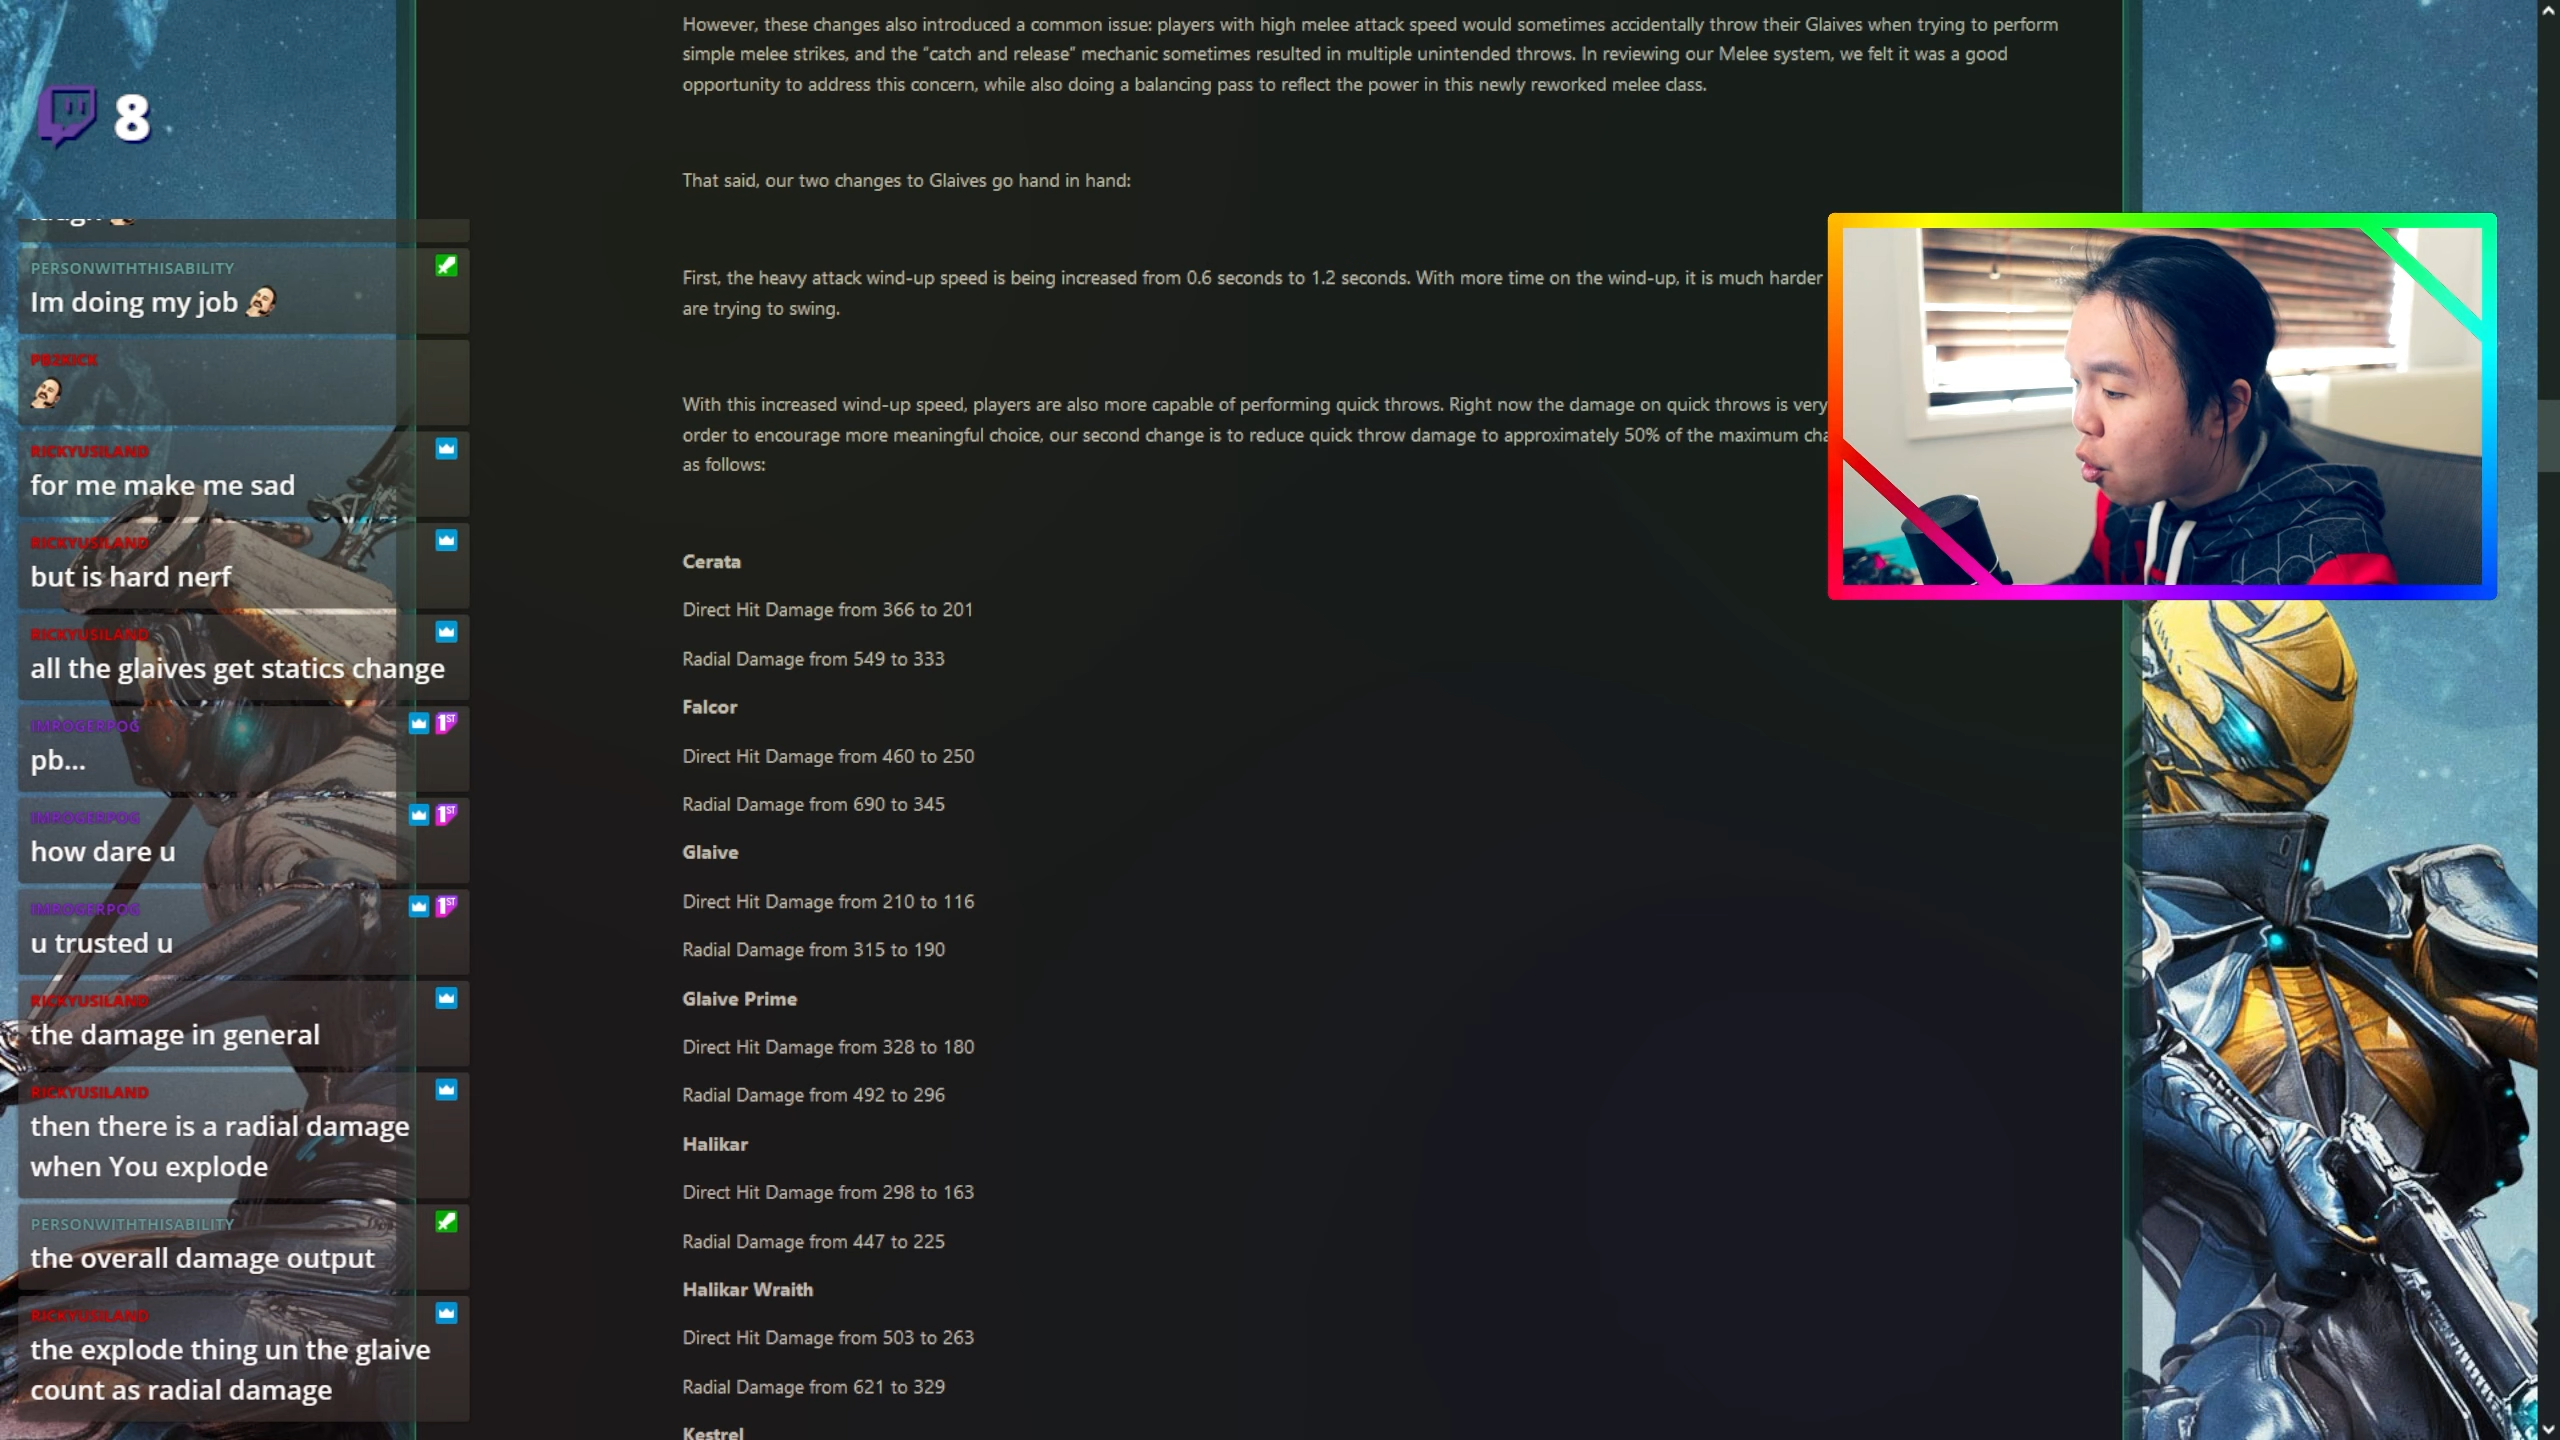 However, these changes also introduced a common issue: players with high melee attack speed would sometimes accidentally throw their Glaives when trying to perform
simple melee strikes, and the “catch and release” mechanic sometimes resulted in multiple unintended throws. In reviewing our Melee system, we felt it was a good
opportunity to address this concern, while also doing a balancing pass to reflect the power in this newly reworked melee class.
That said, our two changes to Glaives go hand in hand:
First, the heavy attack wind-up speed is being increased from 0.6 seconds to 1.2 seconds. With more time on the wind-up, it is much harder
are trying to swing.
With this increased wind-up speed, players are also more capable of performing quick throws. Right now the damage on quick throws is very
order to encourage more meaningful choice, our second change is to reduce quick throw damage to approximately 50% of the maximum cha
as follows:
Cerata
Direct Hit Damage from 366 to 201
Radial Damage from 549 to 333
Falcor
Direct Hit Damage from 460 to 250
Radial Damage from 690 to 345
Glaive
Direct Hit Damage from 210 to 116
Radial Damage from 315 to 190
Glaive Prime
Direct Hit Damage from 328 to 180
Radial Damage from 492 to 296
Halikar
Direct Hit Damage from 298 to 163
Radial Damage from 447 to 225
Halikar Wraith
Direct Hit Damage from 503 to 263
Radial Damage from 621 to 329
Kestrel
8
PERSONWITHTHISABILITY
Im doing my job
PB2KICK
RICKYUSILAND
for me make me sad
RICKYUSILAND
but is hard nerf
RICKYUSILAND
all the glaives get statics change
IMROGERPOG
1ST
pb...
IMROGERPOG
1ST
how dare u
IMROGERPOG
1ST
u trusted u
RICKYUSILAND
the damage in general
RICKYUSILAND
then there is a radial damage
when You explode
PERSONWITHTHISABILITY
the overall damage output
RICKYUSILAND
the explode thing un the glaive
count as radial damage